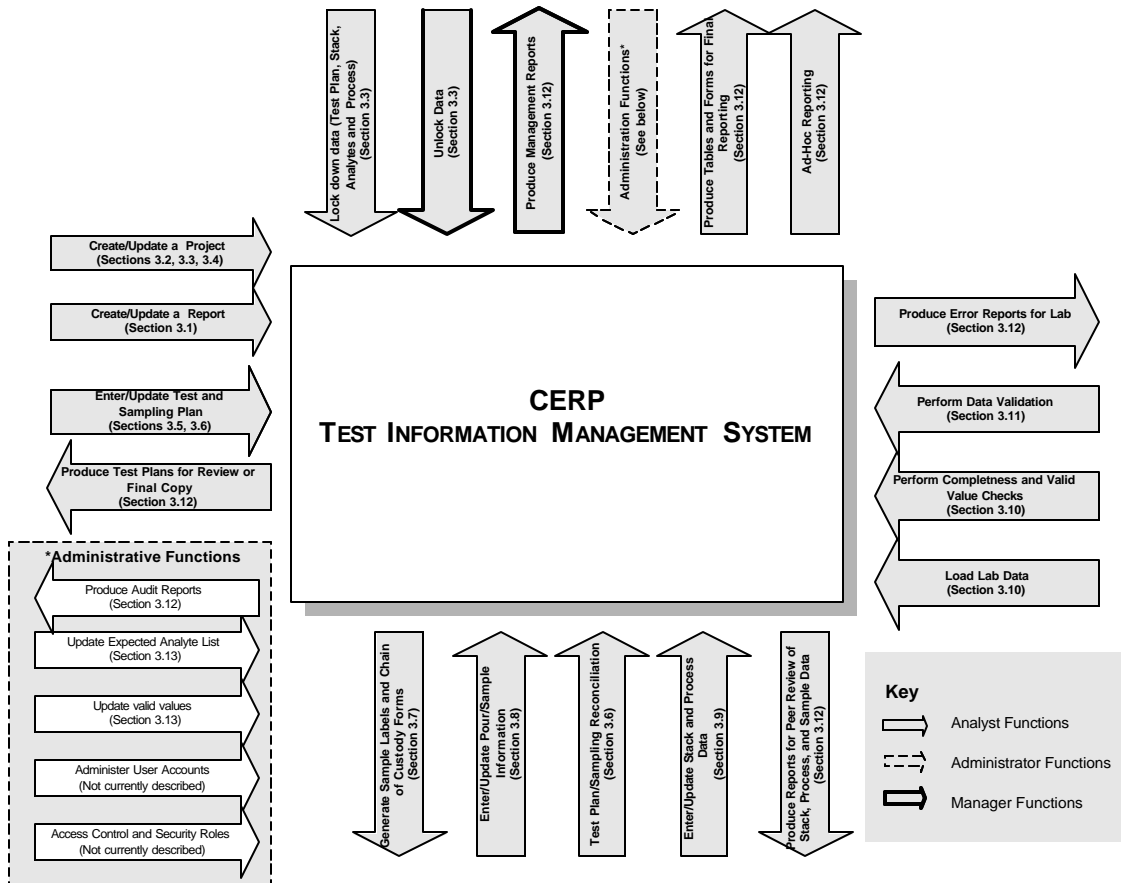 Lock down data (Test Plan, Stack,
Analytes and Process)
(Section 3.3)
Unlock Data
(Section 3.3)
Produce Management Reports
(Section 3.12)
Administration Functions*
(See below)
Produce Tables and Forms for Final
Reporting
(Section 3.12)
Ad-Hoc Reporting
(Section 3.12)
Create/Update a Project
(Sections 3.2, 3.3, 3.4)
Create/Update a Report
(Section 3.1)
Enter/Update Test and
Sampling Plan
(Sections 3.5, 3.6)
Produce Test Plans for Review or
Final Copy
(Section 3.12)
CERP
TEST INFORMATION MANAGEMENT SYSTEM
Produce Error Reports for Lab
(Section 3.12)
Perform Data Validation
(Section 3.11)
Perform Completness and Valid
Value Checks
(Section 3.10)
Load Lab Data
(Section 3.10)
*Administrative Functions
Produce Audit Reports
(Section 3.12)
Update Expected Analyte List
(Section 3.13)
Update valid values
(Section 3.13)
Administer User Accounts
(Not currently described)
Access Control and Security Roles
(Not currently described)
Generate Sample Labels and Chain
of Custody Forms
(Section 3.7)
Enter/Update Pour/Sample
Information
(Section 3.8)
Test Plan/Sampling Reconciliation
(Section 3.6)
Enter/Update Stack and Process
Data
(Section 3.9)
Produce Reports for Peer Review of
Stack, Process, and Sample Data
(Section 3.12)
Key
Analyst Functions
Administrator Functions
Manager Functions